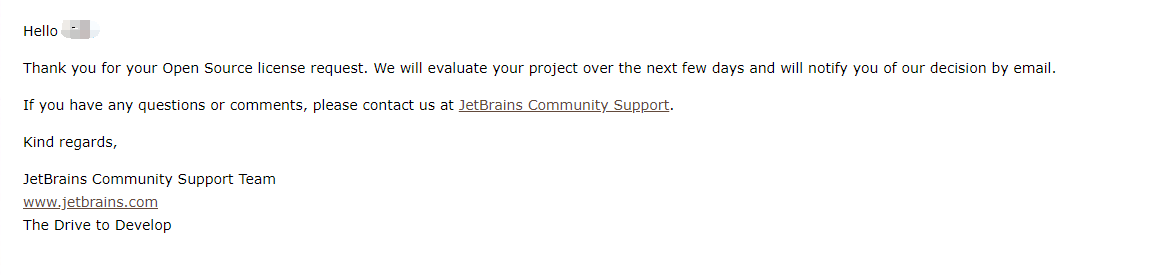 Hello
Thank you for your Open Source license request. We will evaluate your project over the next few days and will notify you of our decision by email.
If you have any questions or comments, please contact us at JetBrains Community Support.
Kind regards,
JetBrains Community Support Team
www.jetbrains.com
The Drive to Develop